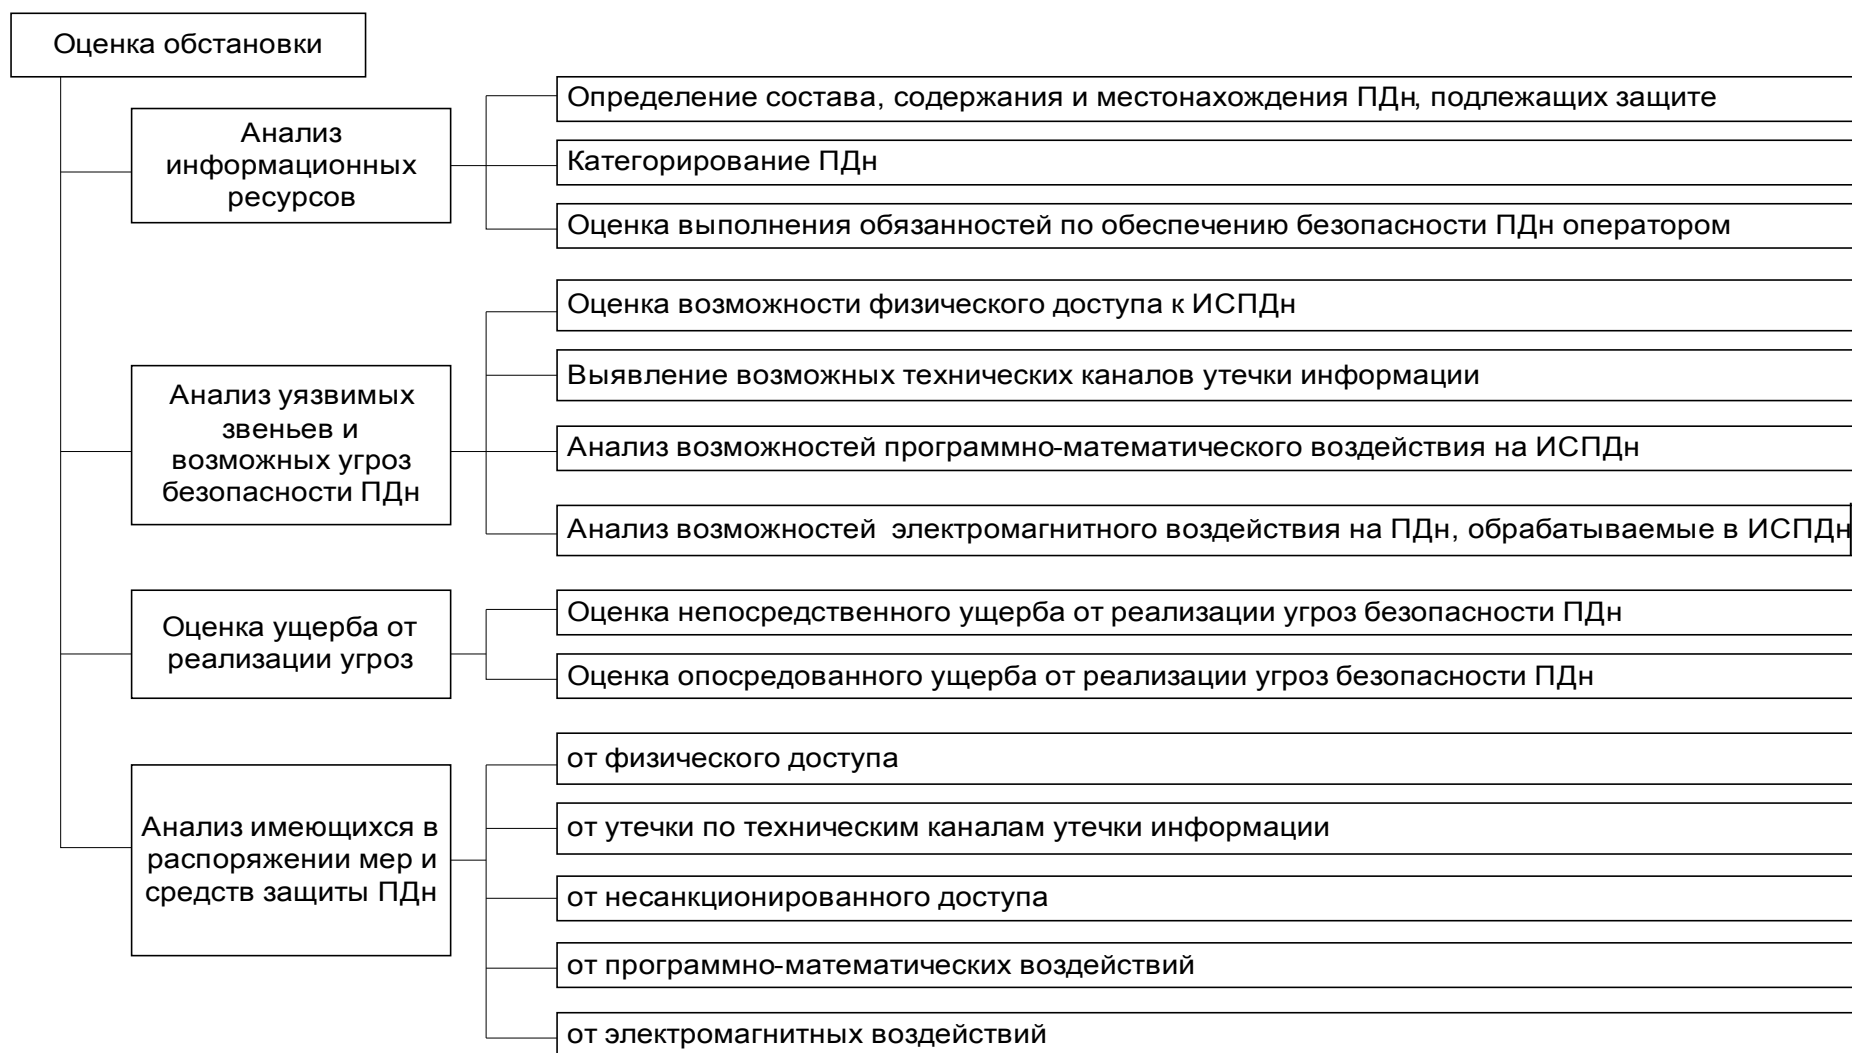 Оценка обстановки
Анализ
информационных
ресурсов
Определение состава, содержания и местонахождения ПДн, подлежащих защите
Категорирование ПДн
Оценка выполнения обязанностей по обеспечению безопасности ПДн оператором
Анализ уязвимых
звеньев и
возможных угроз
безопасности ПДн
Оценка возможности физического доступа к ИСПДн
Выявление возможных технических каналов утечки информации
Анализ возможностей программно-математического воздействия на ИСПДн
Анализ возможностей электромагнитного воздействия на ПДн, обрабатываемые в ИСПДн
Оценка ущерба от
реализации угроз
Оценка непосредственного ущерба от реализации угроз безопасности ПДн
Оценка опосредованного ущерба от реализации угроз безопасности ПДн
Анализ имеющихся в
распоряжении мер и
средств защиты ПДн
от физического доступа
от утечки по техническим каналам утечки информации
от несанкционированного доступа
от программно-математических воздействий
от электромагнитных воздействий